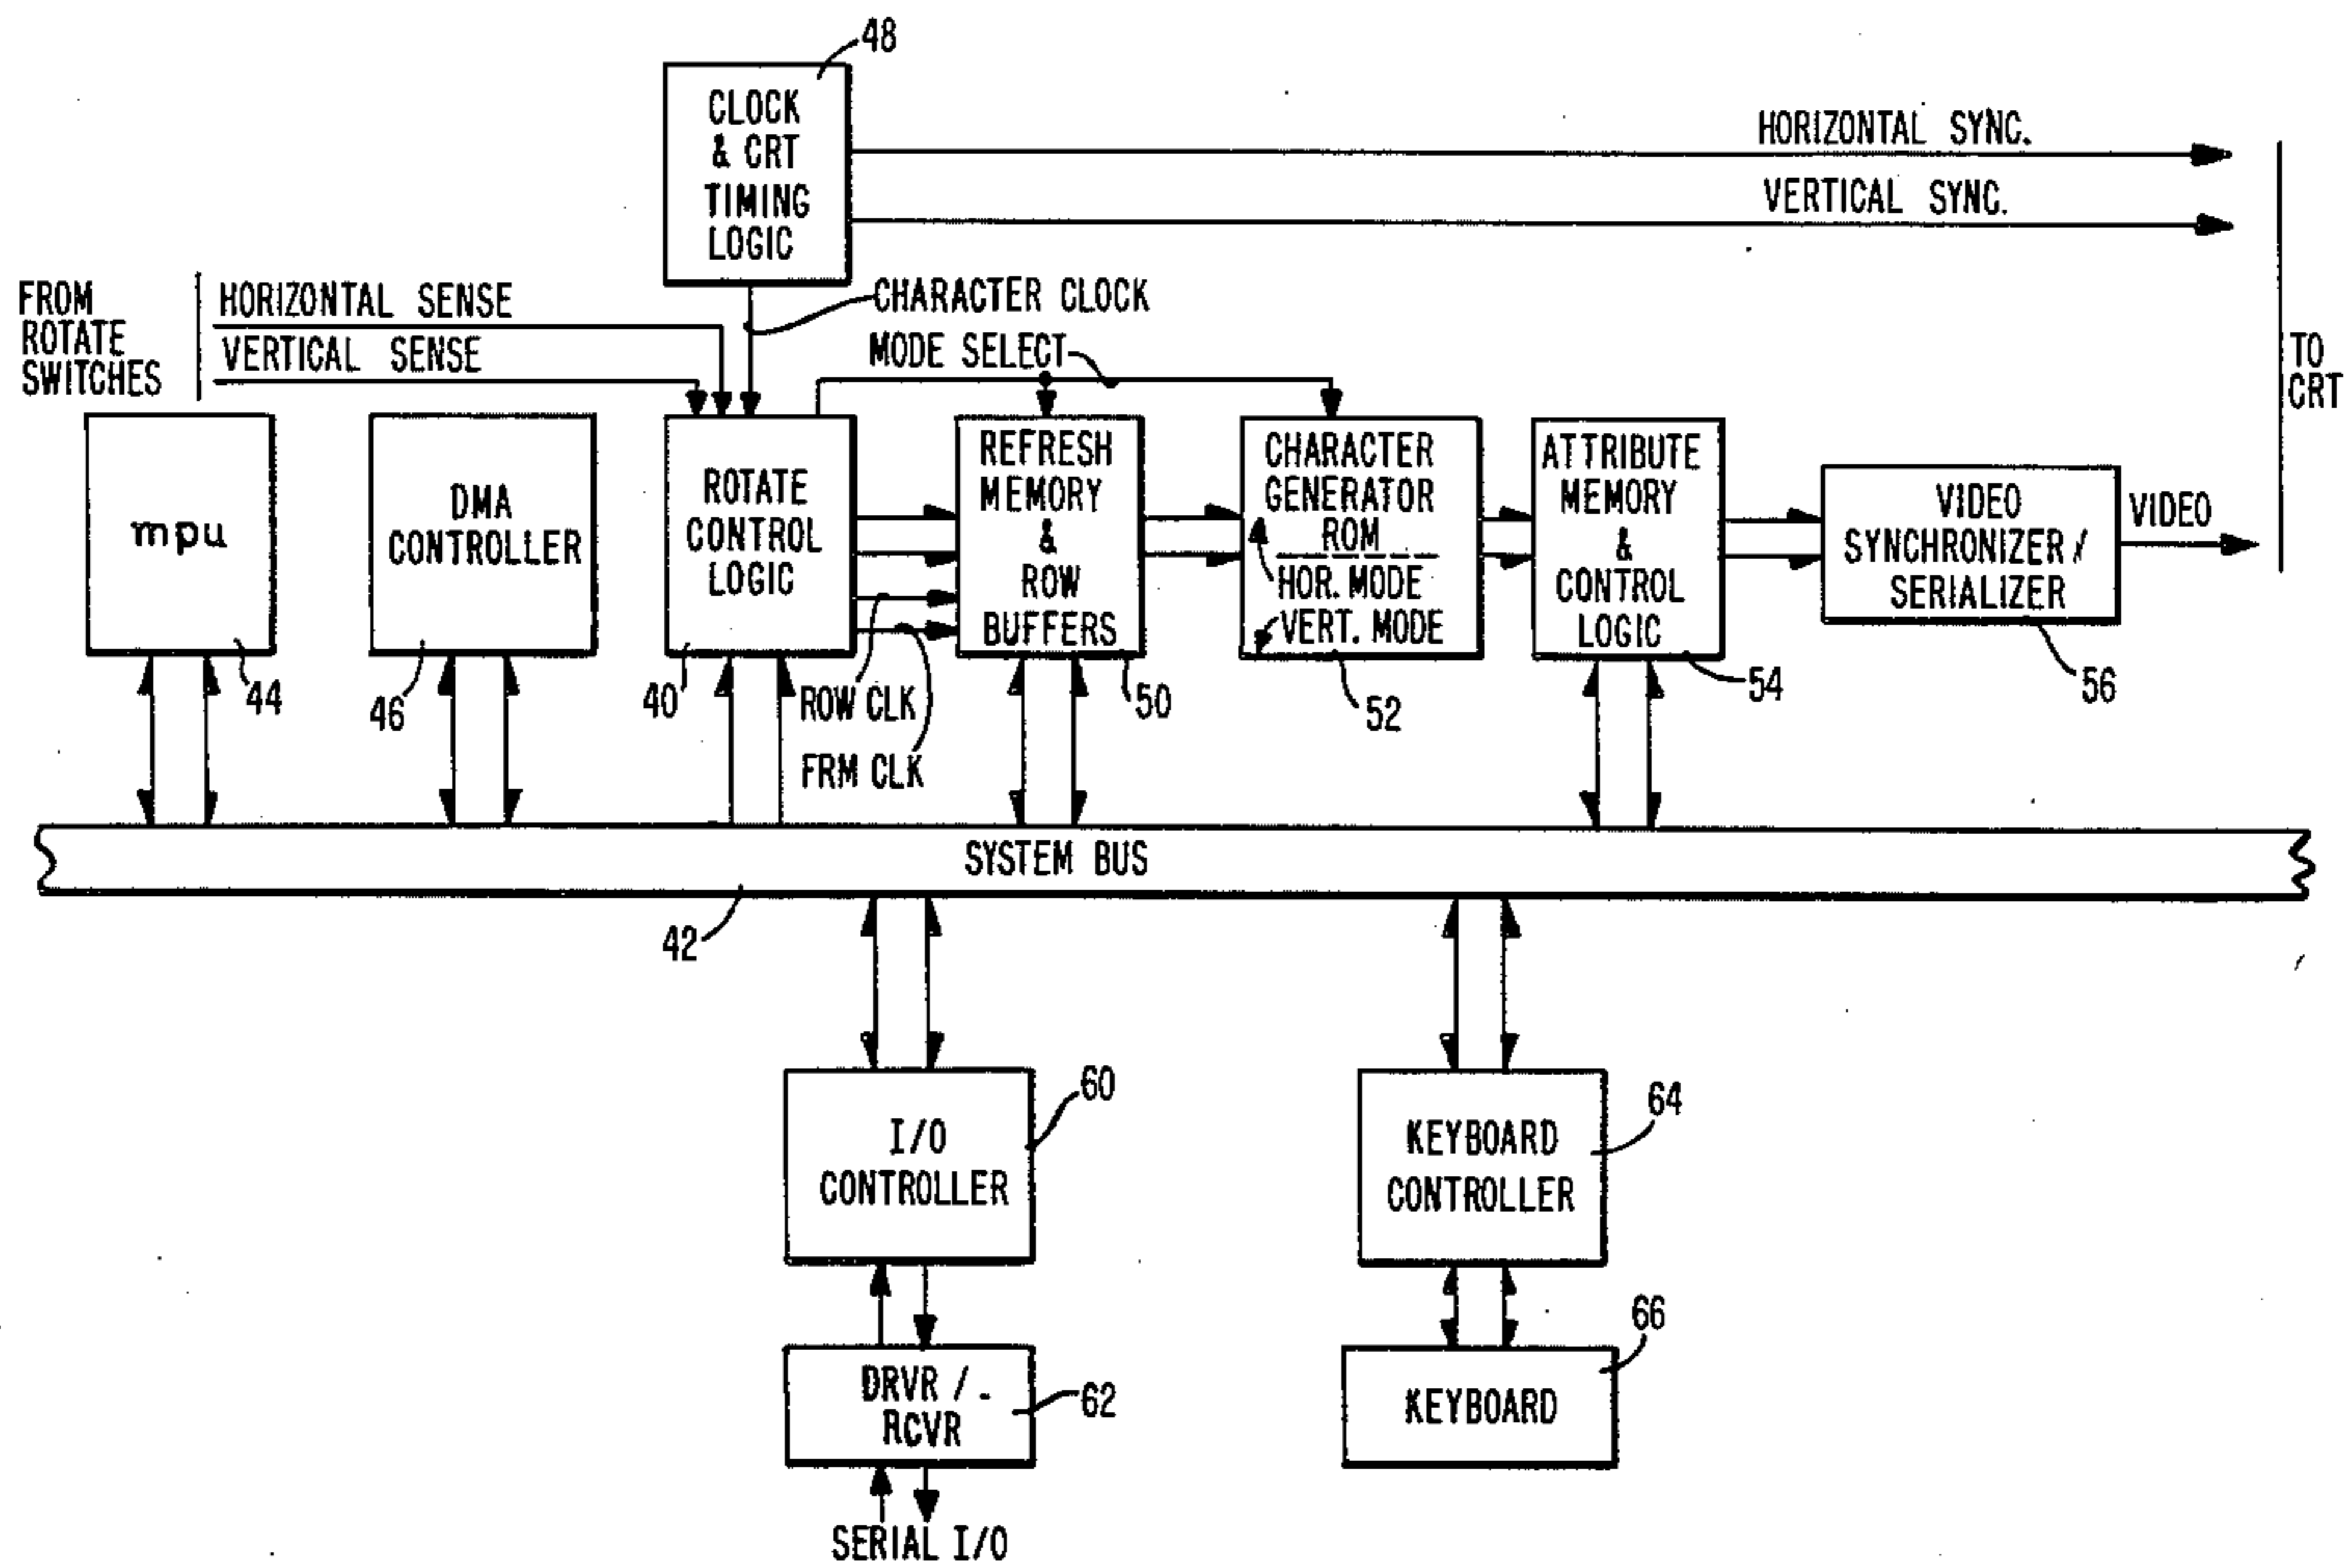 48
CLOCK
& CRT
TIMING
LOGIC
HORIZONTAL SYNC.
VERTICAL SYNC.
FROM
ROTATE
SWITCHES
HORIZONTAL SENSE
VERTICAL SENSE
CHARACTER CLOCK
MODE SELECT
TO
CRT
mpu
44
DMA
CONTROLLER
46
ROTATE
CONTROL
LOGIC
40
ROW CLK
FRM CLK
REFRESH
MEMORY
&
ROW
BUFFERS
50
CHARACTER
GENERATOR
ROM
HOR. MODE
VERT. MODE
52
ATTRIBUTE
MEMORY
&
CONTROL
LOGIC
54
VIDEO
SYNCHRONIZER/
SERIALIZER
56
VIDEO
SYSTEM BUS
42
I/O
CONTROLLER
60
KEYBOARD
CONTROLLER
64
DRVR/
RCVR
62
KEYBOARD
66
SERIAL I/O